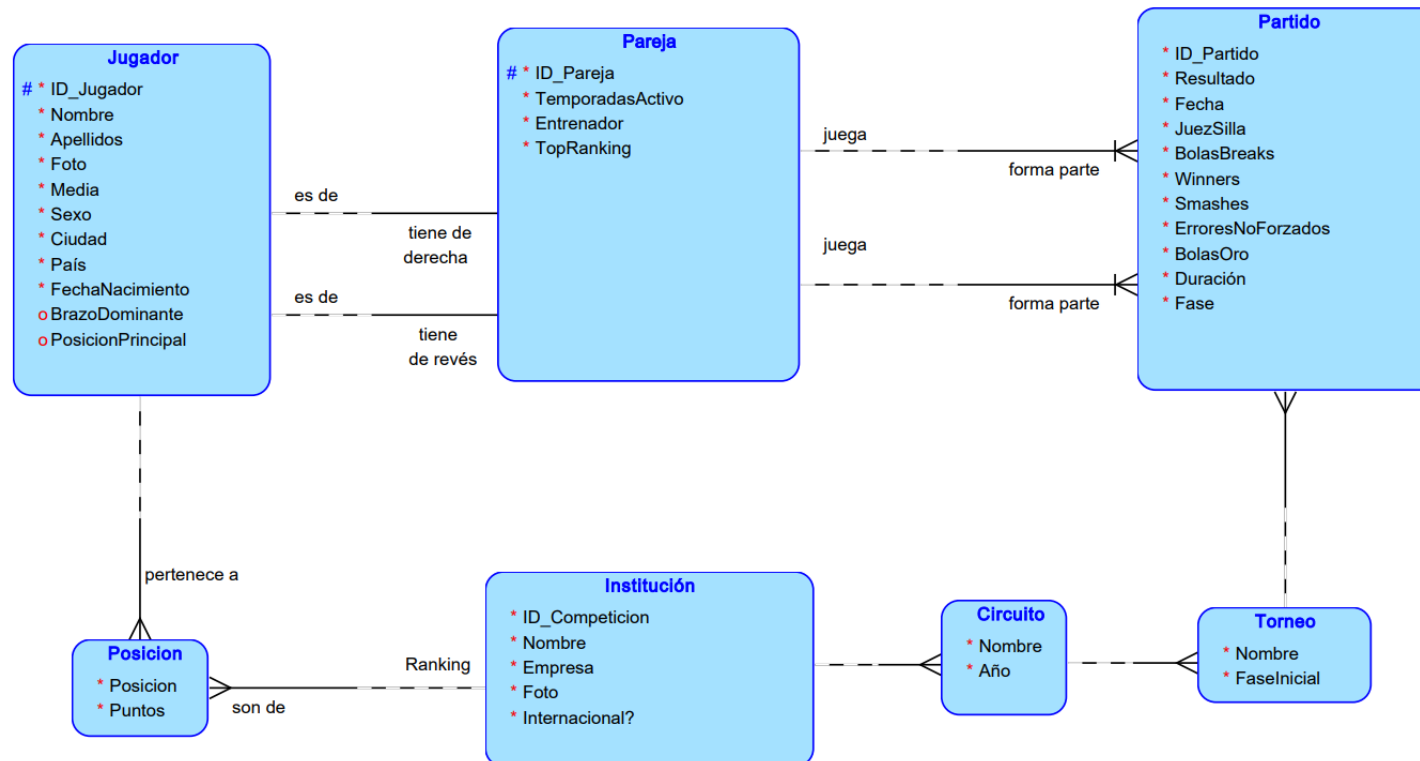 Jugador
# * ID_Jugador
* Nombre
* Apellidos
* Foto
* Media
* Sexo
* Ciudad
* País
* FechaNacimiento
o BrazoDominante
o PosicionPrincipal
es de
tiene de
derecha
es de
tiene
de revés
Pareja
# * ID_Pareja
* TemporadasActivo
* Entrenador
* TopRanking
juega
forma parte
juega
forma parte
Partido
* ID_Partido
* Resultado
* Fecha
* JuezSilla
* BolasBreaks
* Winners
* Smashes
* ErroresNoForzados
* BolasOro
* Duración
* Fase
pertenece a
Posicion
* Posicion
* Puntos
Ranking
son de
Institución
* ID_Competicion
* Nombre
* Empresa
* Foto
* Internacional?
Circuito
* Nombre
* Año
Torneo
* Nombre
* FaseInicial